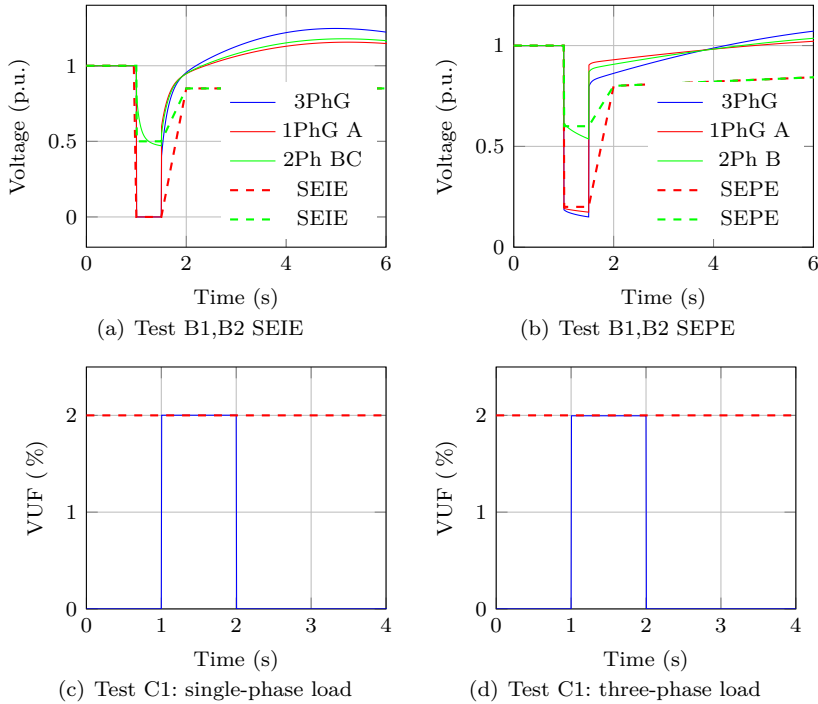 Voltage (p.u.)
1
0.5
0
0
2
4
6
3PhG
1PhG A
2Ph BC
SEIE
SEIE
Time (s)
(a) Test B1,B2 SEIE
Voltage (p.u.)
1
0.5
0
0
2
4
6
3PhG
1PhG A
2Ph B
SEPE
SEPE
Time (s)
(b) Test B1,B2 SEPE
VUF ( %)
2
1
0
0
1
2
3
4
Time (s)
(c) Test C1: single-phase load
VUF ( %)
2
1
0
0
1
2
3
4
Time (s)
(d) Test C1: three-phase load